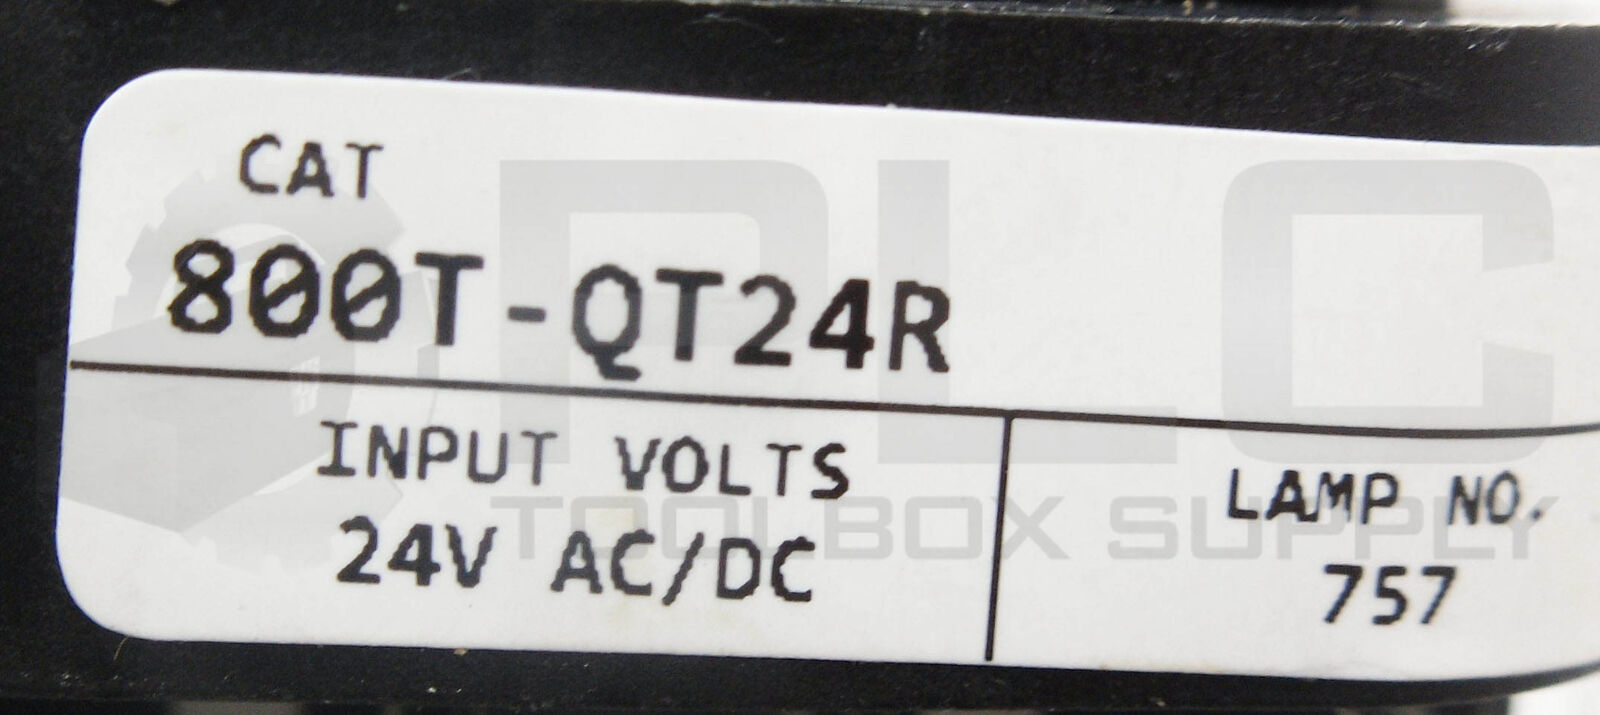 CAT
800T-QT24R
INPUT VOLTS
24V AC/DC
LAMP NO.
757
PLC
TOOLBOX SUPPLY